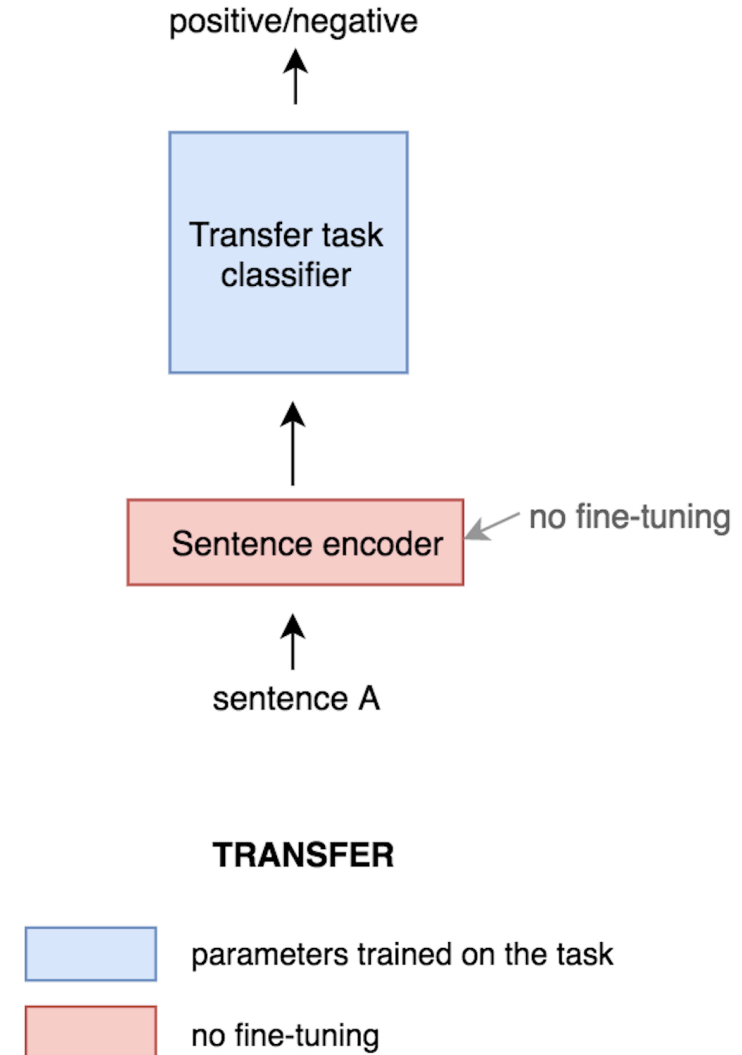 positive/negative
Transfer task
classifier
Sentence encoder
no fine-tuning
sentence A
TRANSFER
parameters trained on the task
no fine-tuning